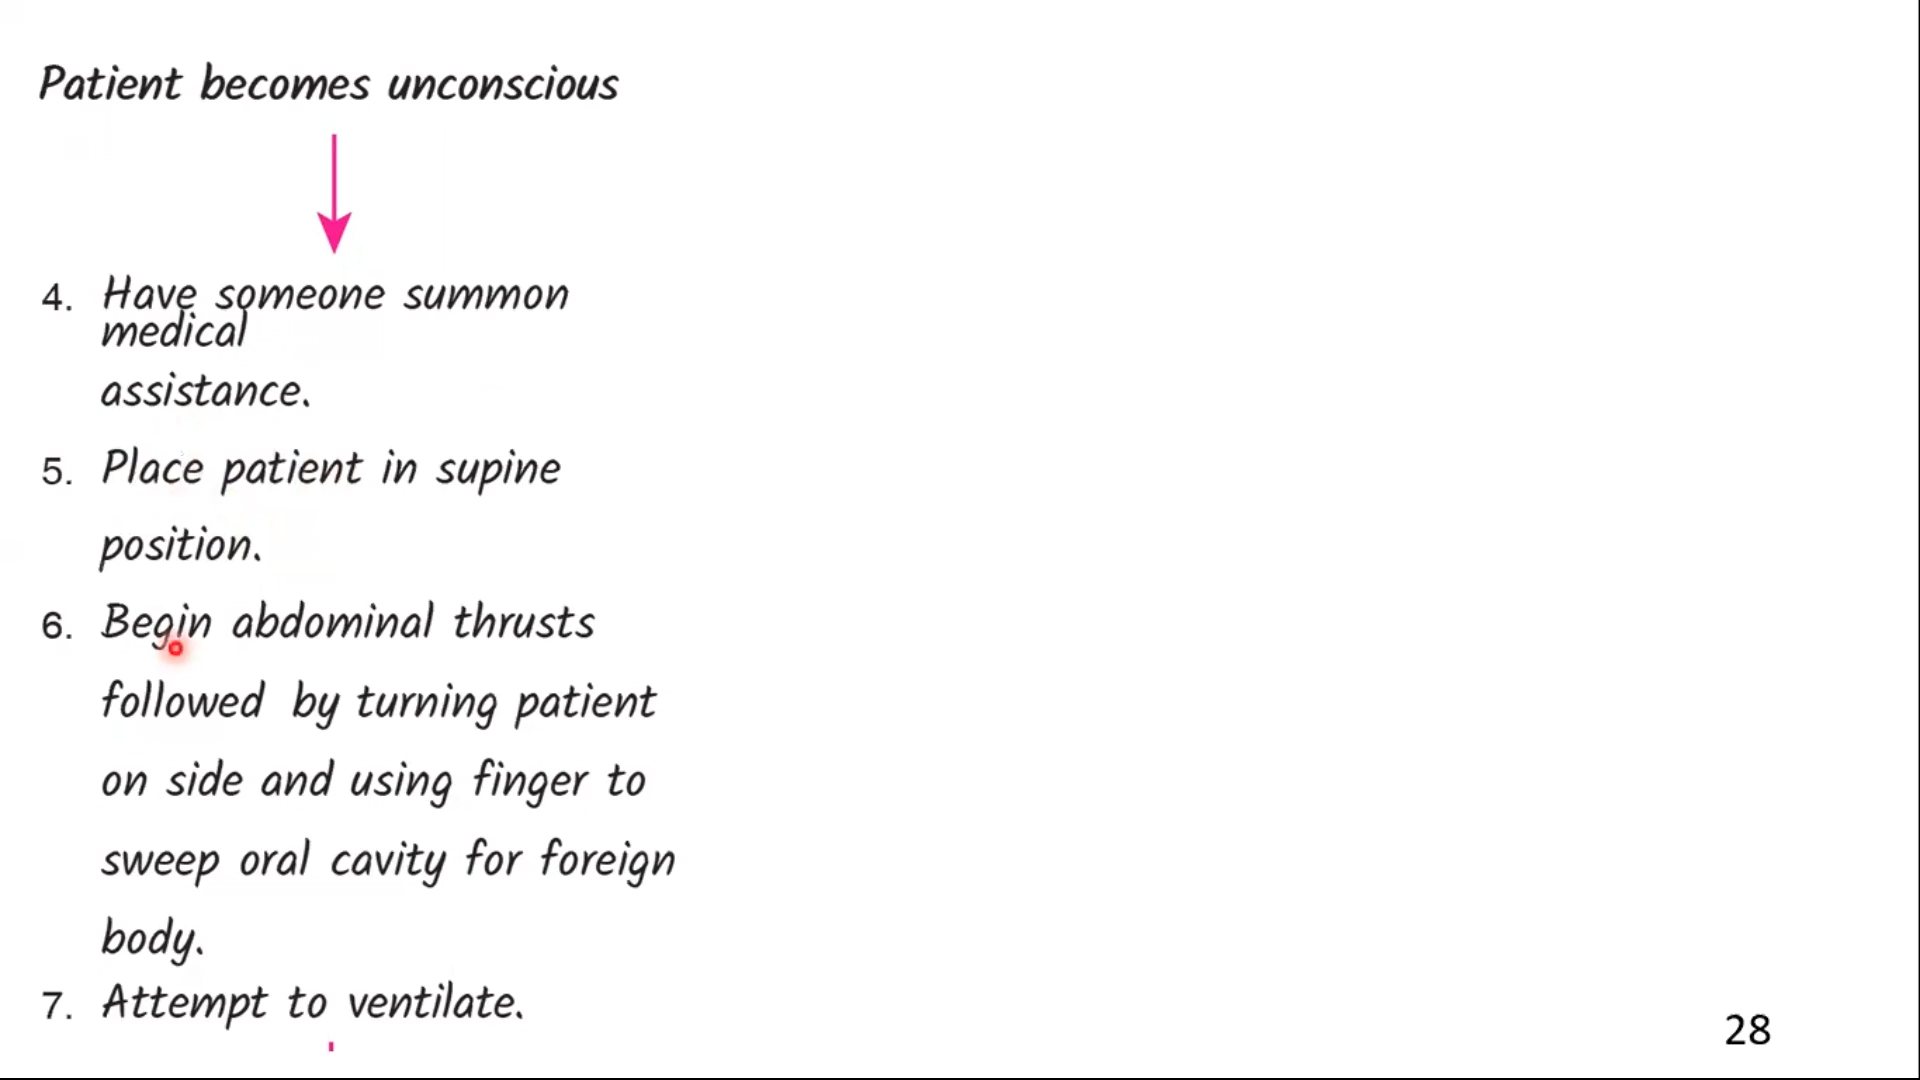 Patient becomes unconscious
4. Have someone summon
medical
assistance.
5. Place patient in supine
position.
6. Begin abdominal thrusts
followed by turning patient
on side and using finger to
sweep oral cavity for foreign
body.
7. Attempt to ventilate.
28